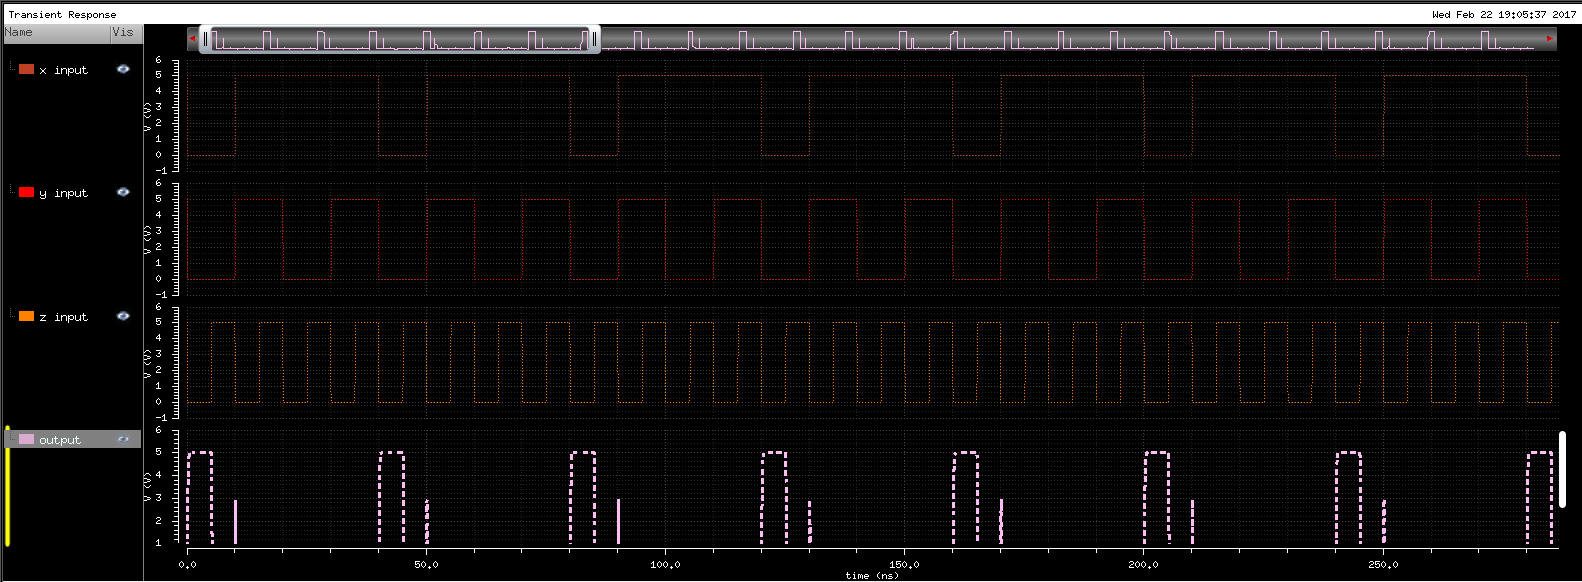 Transient Response Wed Feb 22 19:05:37 2017
Name Vis
x input
6
5
4
3
2
1
0
-1
V (V)
y input
6
5
4
3
2
1
0
-1
V (V)
z input
6
5
4
3
2
1
0
-1
V (V)
output
6
5
4
3
2
1
V (V)
0.0 50.0 100.0 150.0 200.0 250.0
time (ns)